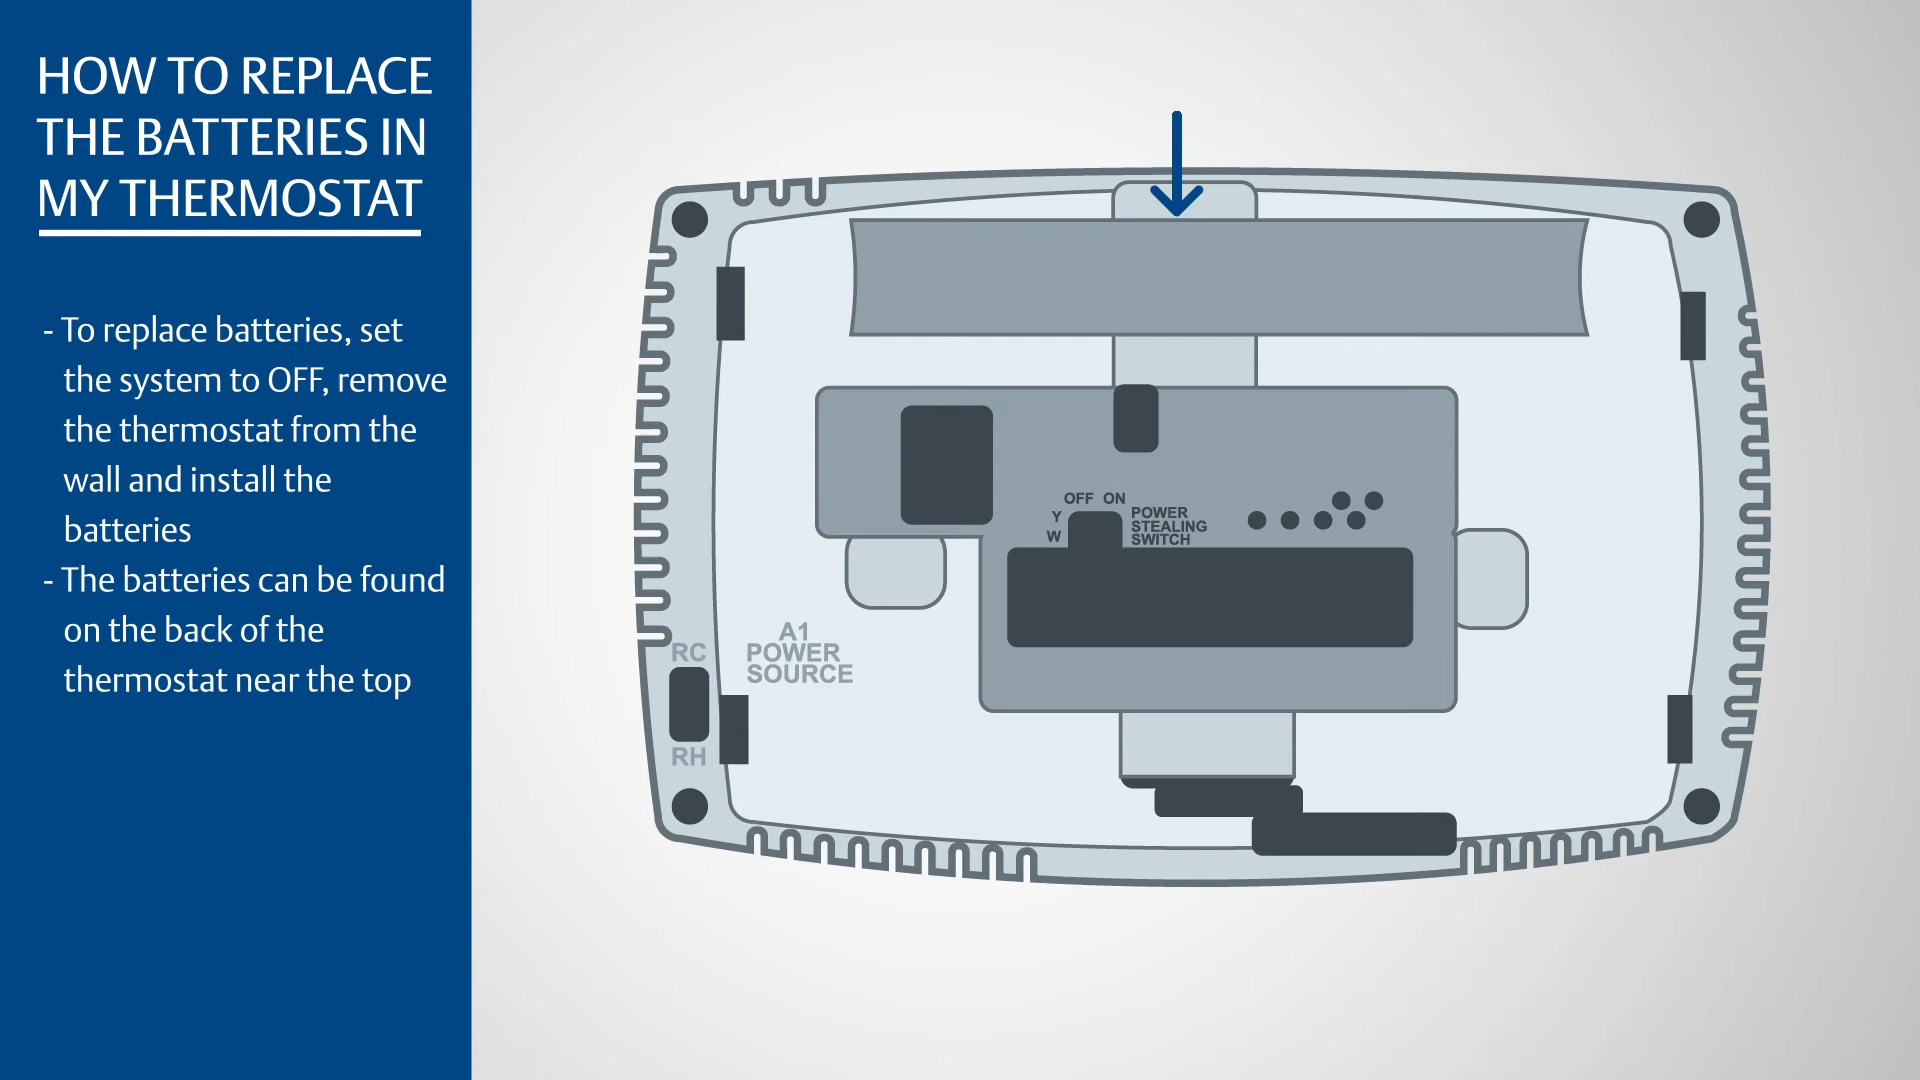 HOW TO REPLACE
THE BATTERIES IN
MY THERMOSTAT
- To replace batteries, set
the system to OFF, remove
the thermostat from the
wall and install the
batteries
- The batteries can be found
on the back of the
thermostat near the top
OFF ON
Y
W
POWER
STEALING
SWITCH
A1
POWER
SOURCE
RC
RH